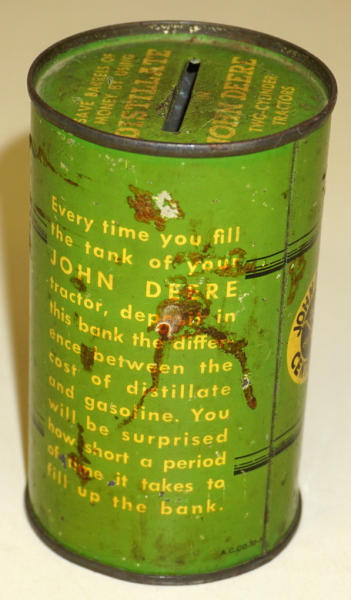 SAVE BARRELS OF
MONEY BY USING
DISTILLATE
JOHN DEERE
TWO-CYLINDER
TRACTORS
Every time you fill
the tank of your
JOHN DEERE
tractor, deposit in
this bank the differ-
ence between the
cost of distillate
and gasoline. You
will be surprised
how short a period
of time it takes to
fill up the bank.
JOHN
A.C.CO.